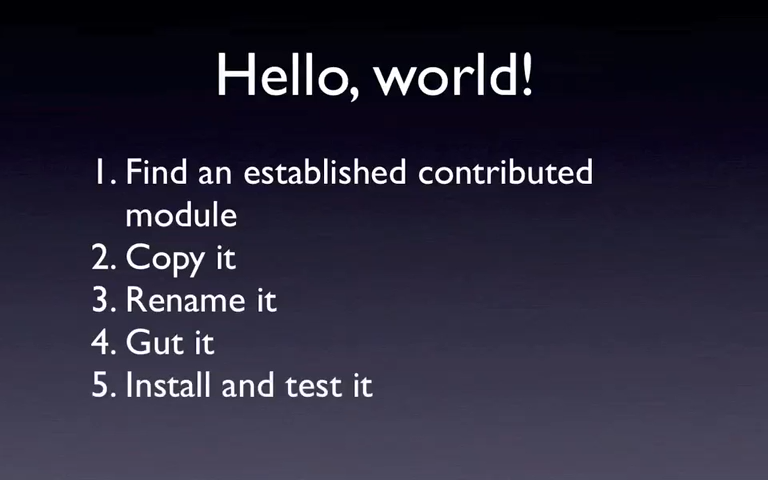 Hello, world!
1. Find an established contributed
module
2. Copy it
3. Rename it
4. Gut it
5. Install and test it